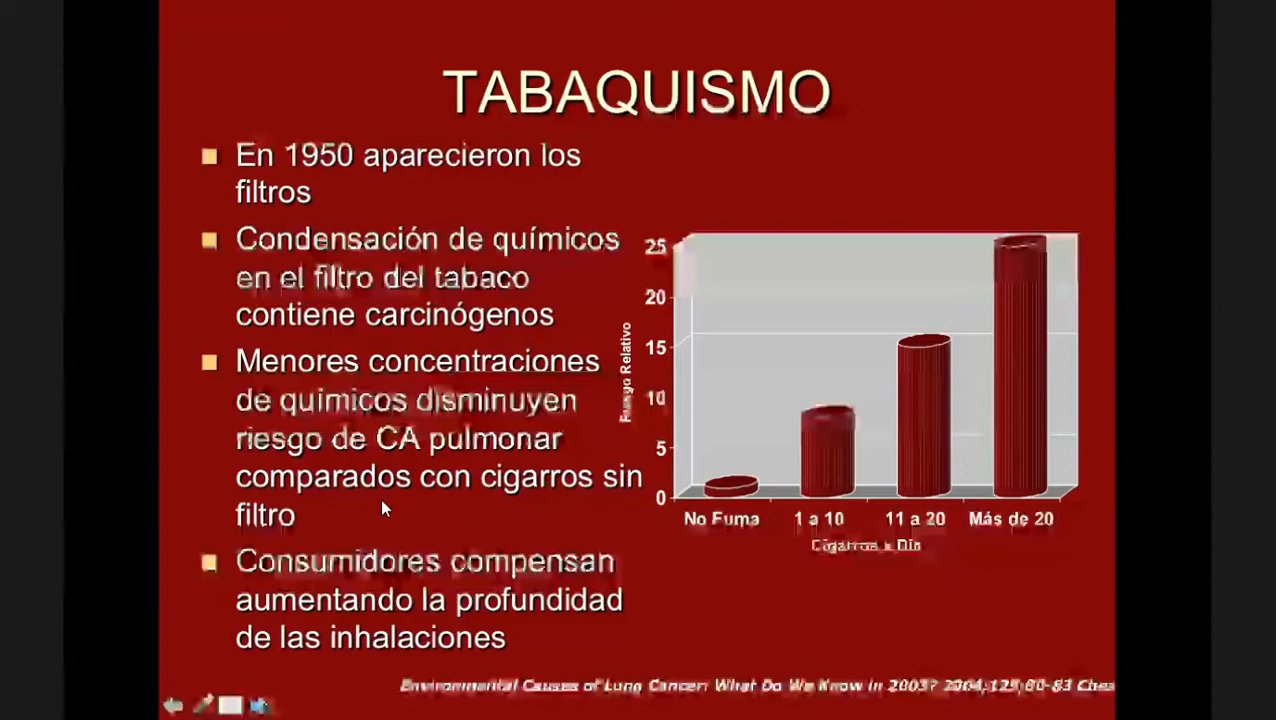 TABAQUISMO
En 1950 aparecieron los
filtros
Condensación de químicos
en el filtro del tabaco
contiene carcinógenos
Menores concentraciones
de químicos disminuyen
riesgo de CA pulmonar
comparados con cigarros sin
filtro
Consumidores compensan
aumentando la profundidad
de las inhalaciones
25
20
15
10
5
0
Riesgo Relativo
No Fuma 1 a 10 11 a 20 Más de 20
Cigarros x Día
Environmental Causes of Lung Cancer: What Do We Know in 2003? 2004;125;80-83 Ches